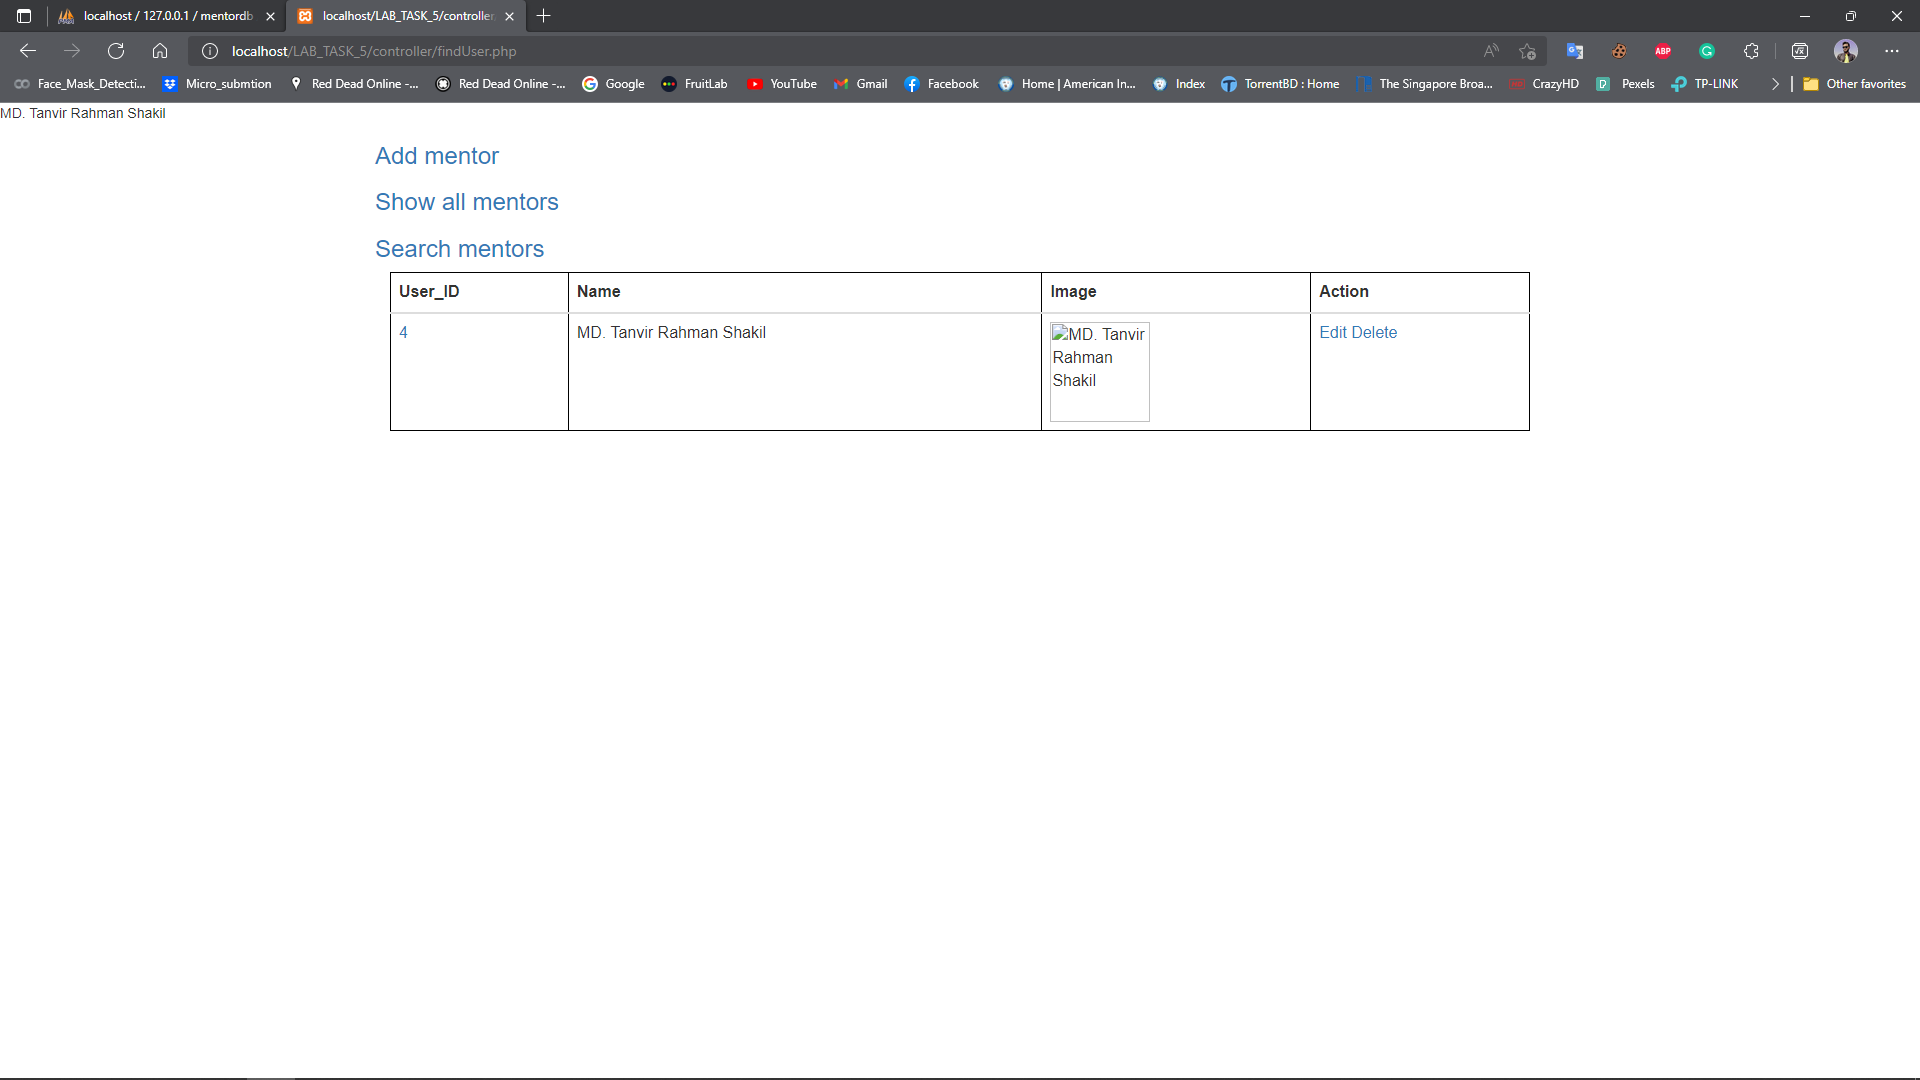 localhost / 127.0.0.1 / mentordb
localhost/LAB_TASK_5/controller
localhost/LAB_TASK_5/controller/findUser.php
Face_Mask_Detecti...
Micro_submtion
Red Dead Online -...
Red Dead Online -...
Google
FruitLab
YouTube
Gmail
Facebook
Home | American In...
Index
TorrentBD : Home
The Singapore Broa...
CrazyHD
Pexels
TP-LINK
Other favorites
MD. Tanvir Rahman Shakil
Add mentor
Show all mentors
Search mentors
User_ID Name Image Action
4 MD. Tanvir Rahman Shakil MD. Tanvir Edit Delete
Rahman
Shakil